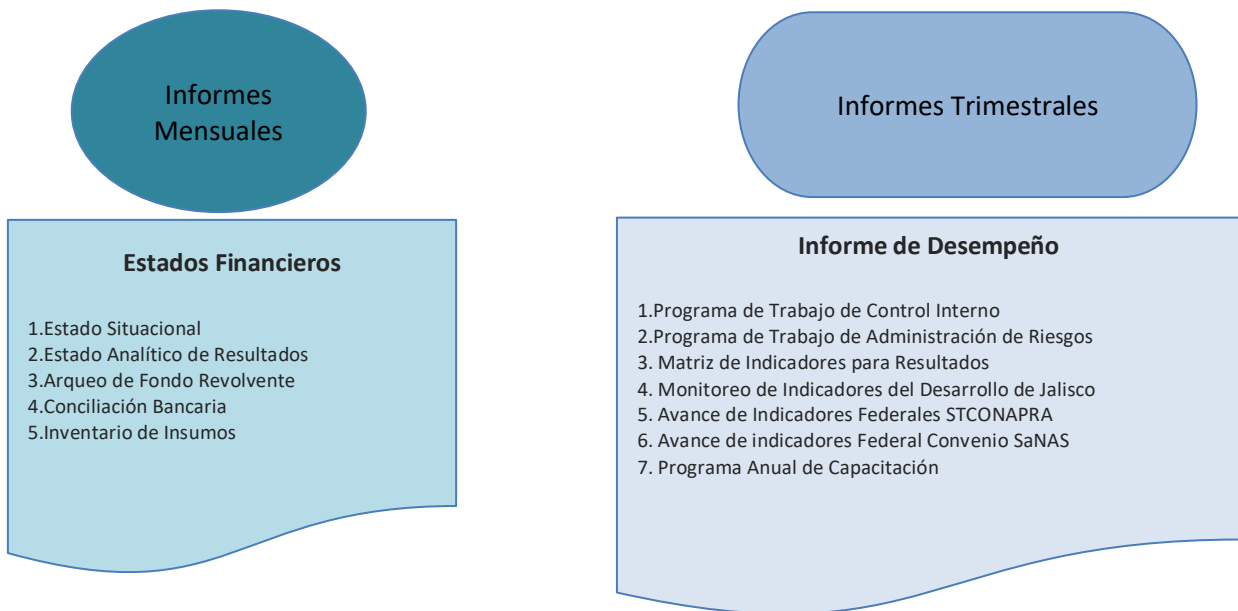 Informes
Mensuales
Estados Financieros
1.Estado Situacional
2.Estado Analítico de Resultados
3.Arqueo de Fondo Revolvente
4.Conciliación Bancaria
5.Inventario de Insumos
Informes Trimestrales
Informe de Desempeño
1.Programa de Trabajo de Control Interno
2.Programa de Trabajo de Administración de Riesgos
3. Matriz de Indicadores para Resultados
4. Monitoreo de Indicadores del Desarrollo de Jalisco
5. Avance de Indicadores Federales STCONAPRA
6. Avance de indicadores Federal Convenio SaNAS
7. Programa Anual de Capacitación